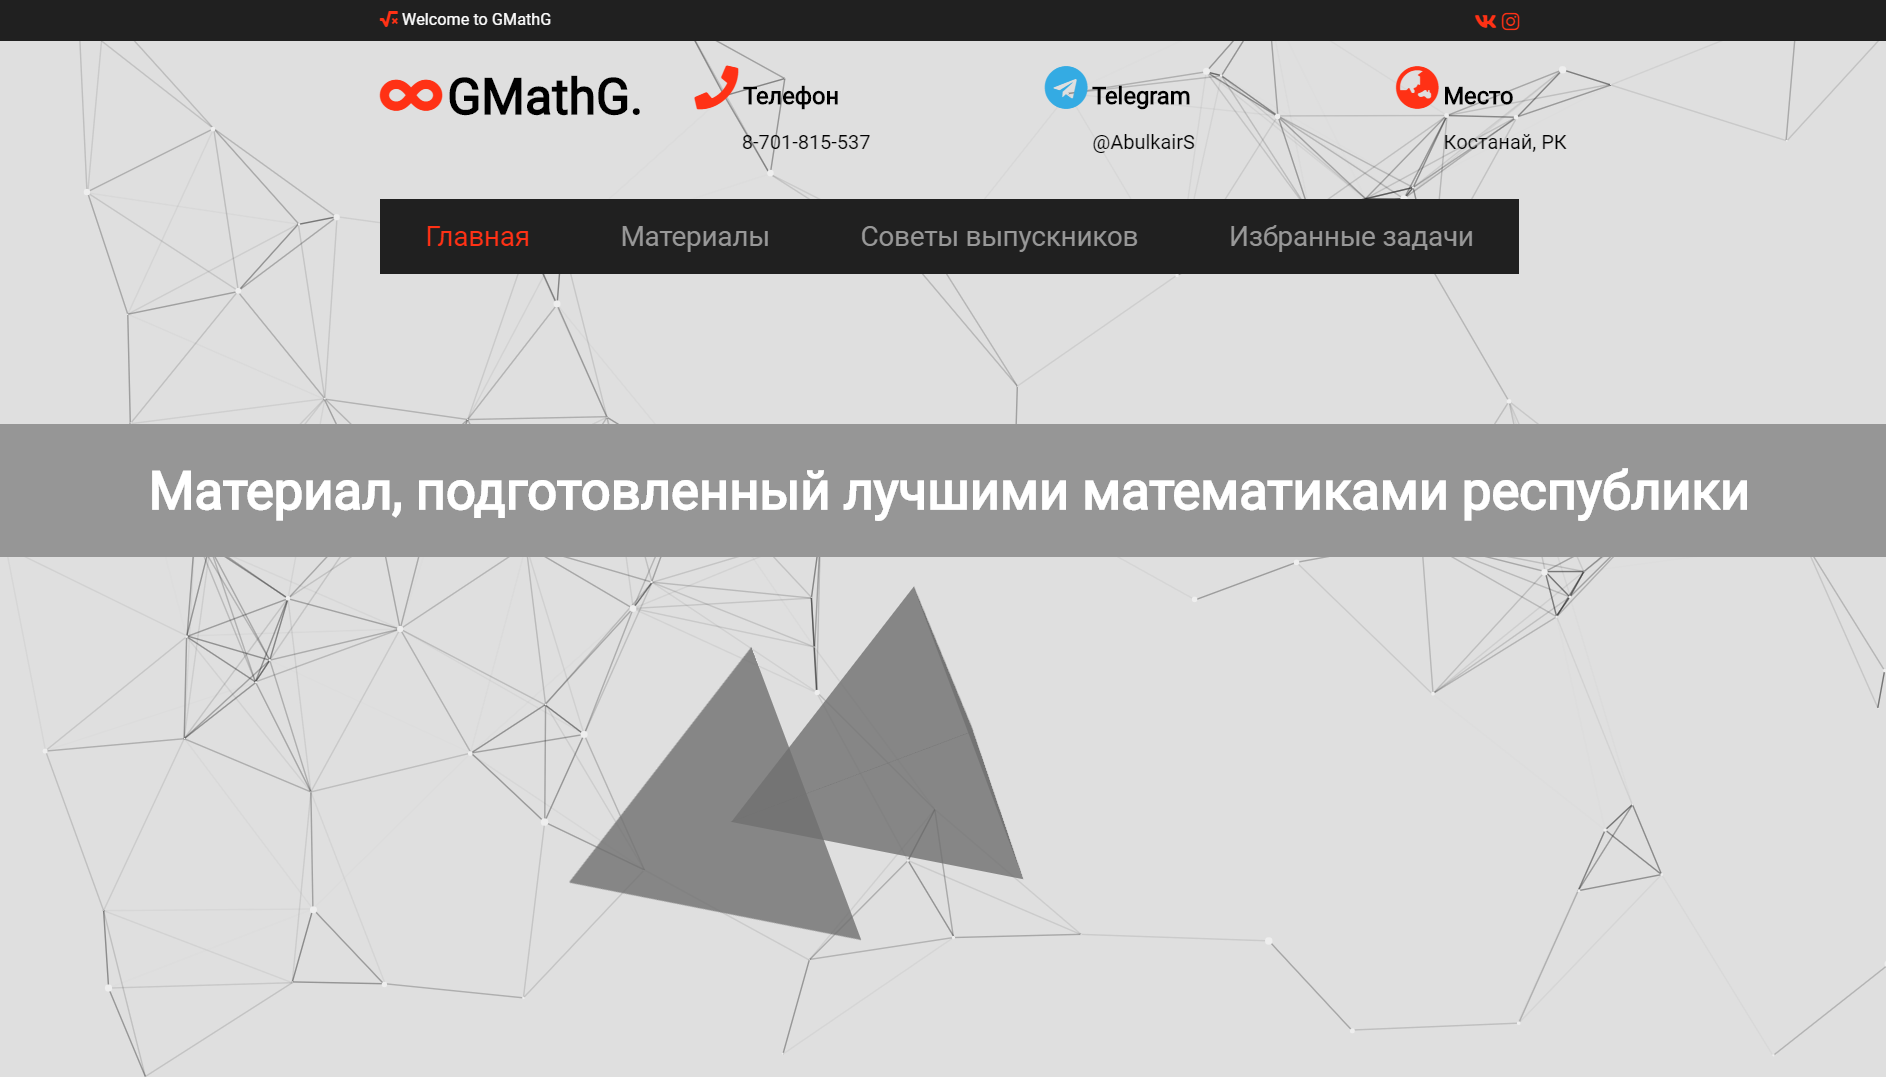 Welcome to GMathG
GMathG.
Телефон
8-701-815-537
Telegram
@AbulkairS
Место
Костанай, РК
Главная
Материалы
Советы выпускников
Избранные задачи
Материал, подготовленный лучшими математиками республики